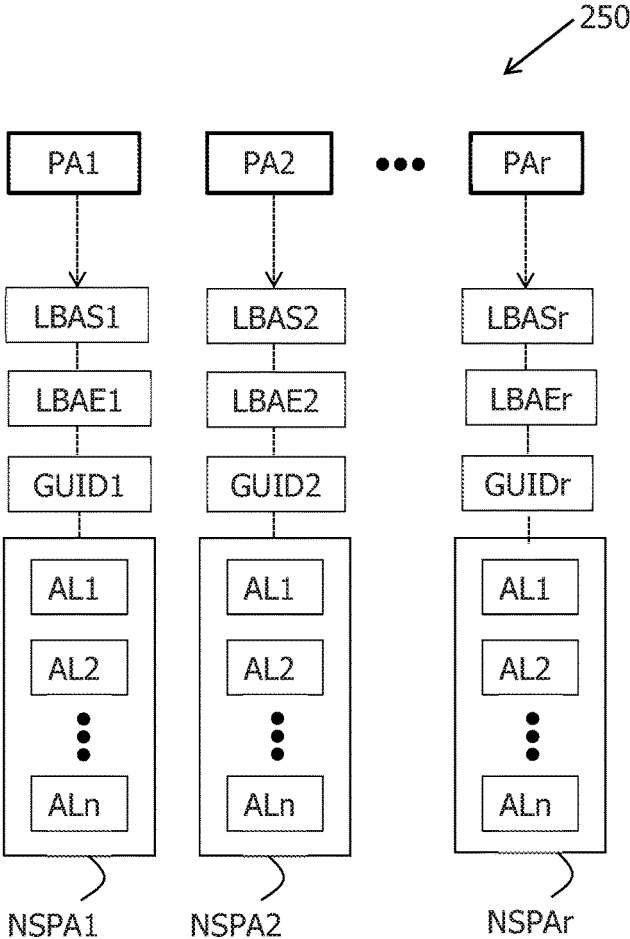 250
PA1 PA2 PAr
LBAS1 LBAS2 LBASr
LBAE1 LBAE2 LBAEr
GUID1 GUID2 GUIDr
AL1 AL1 AL1
AL2 AL2 AL2
ALn ALn ALn
NSPA1 NSPA2 NSPAr